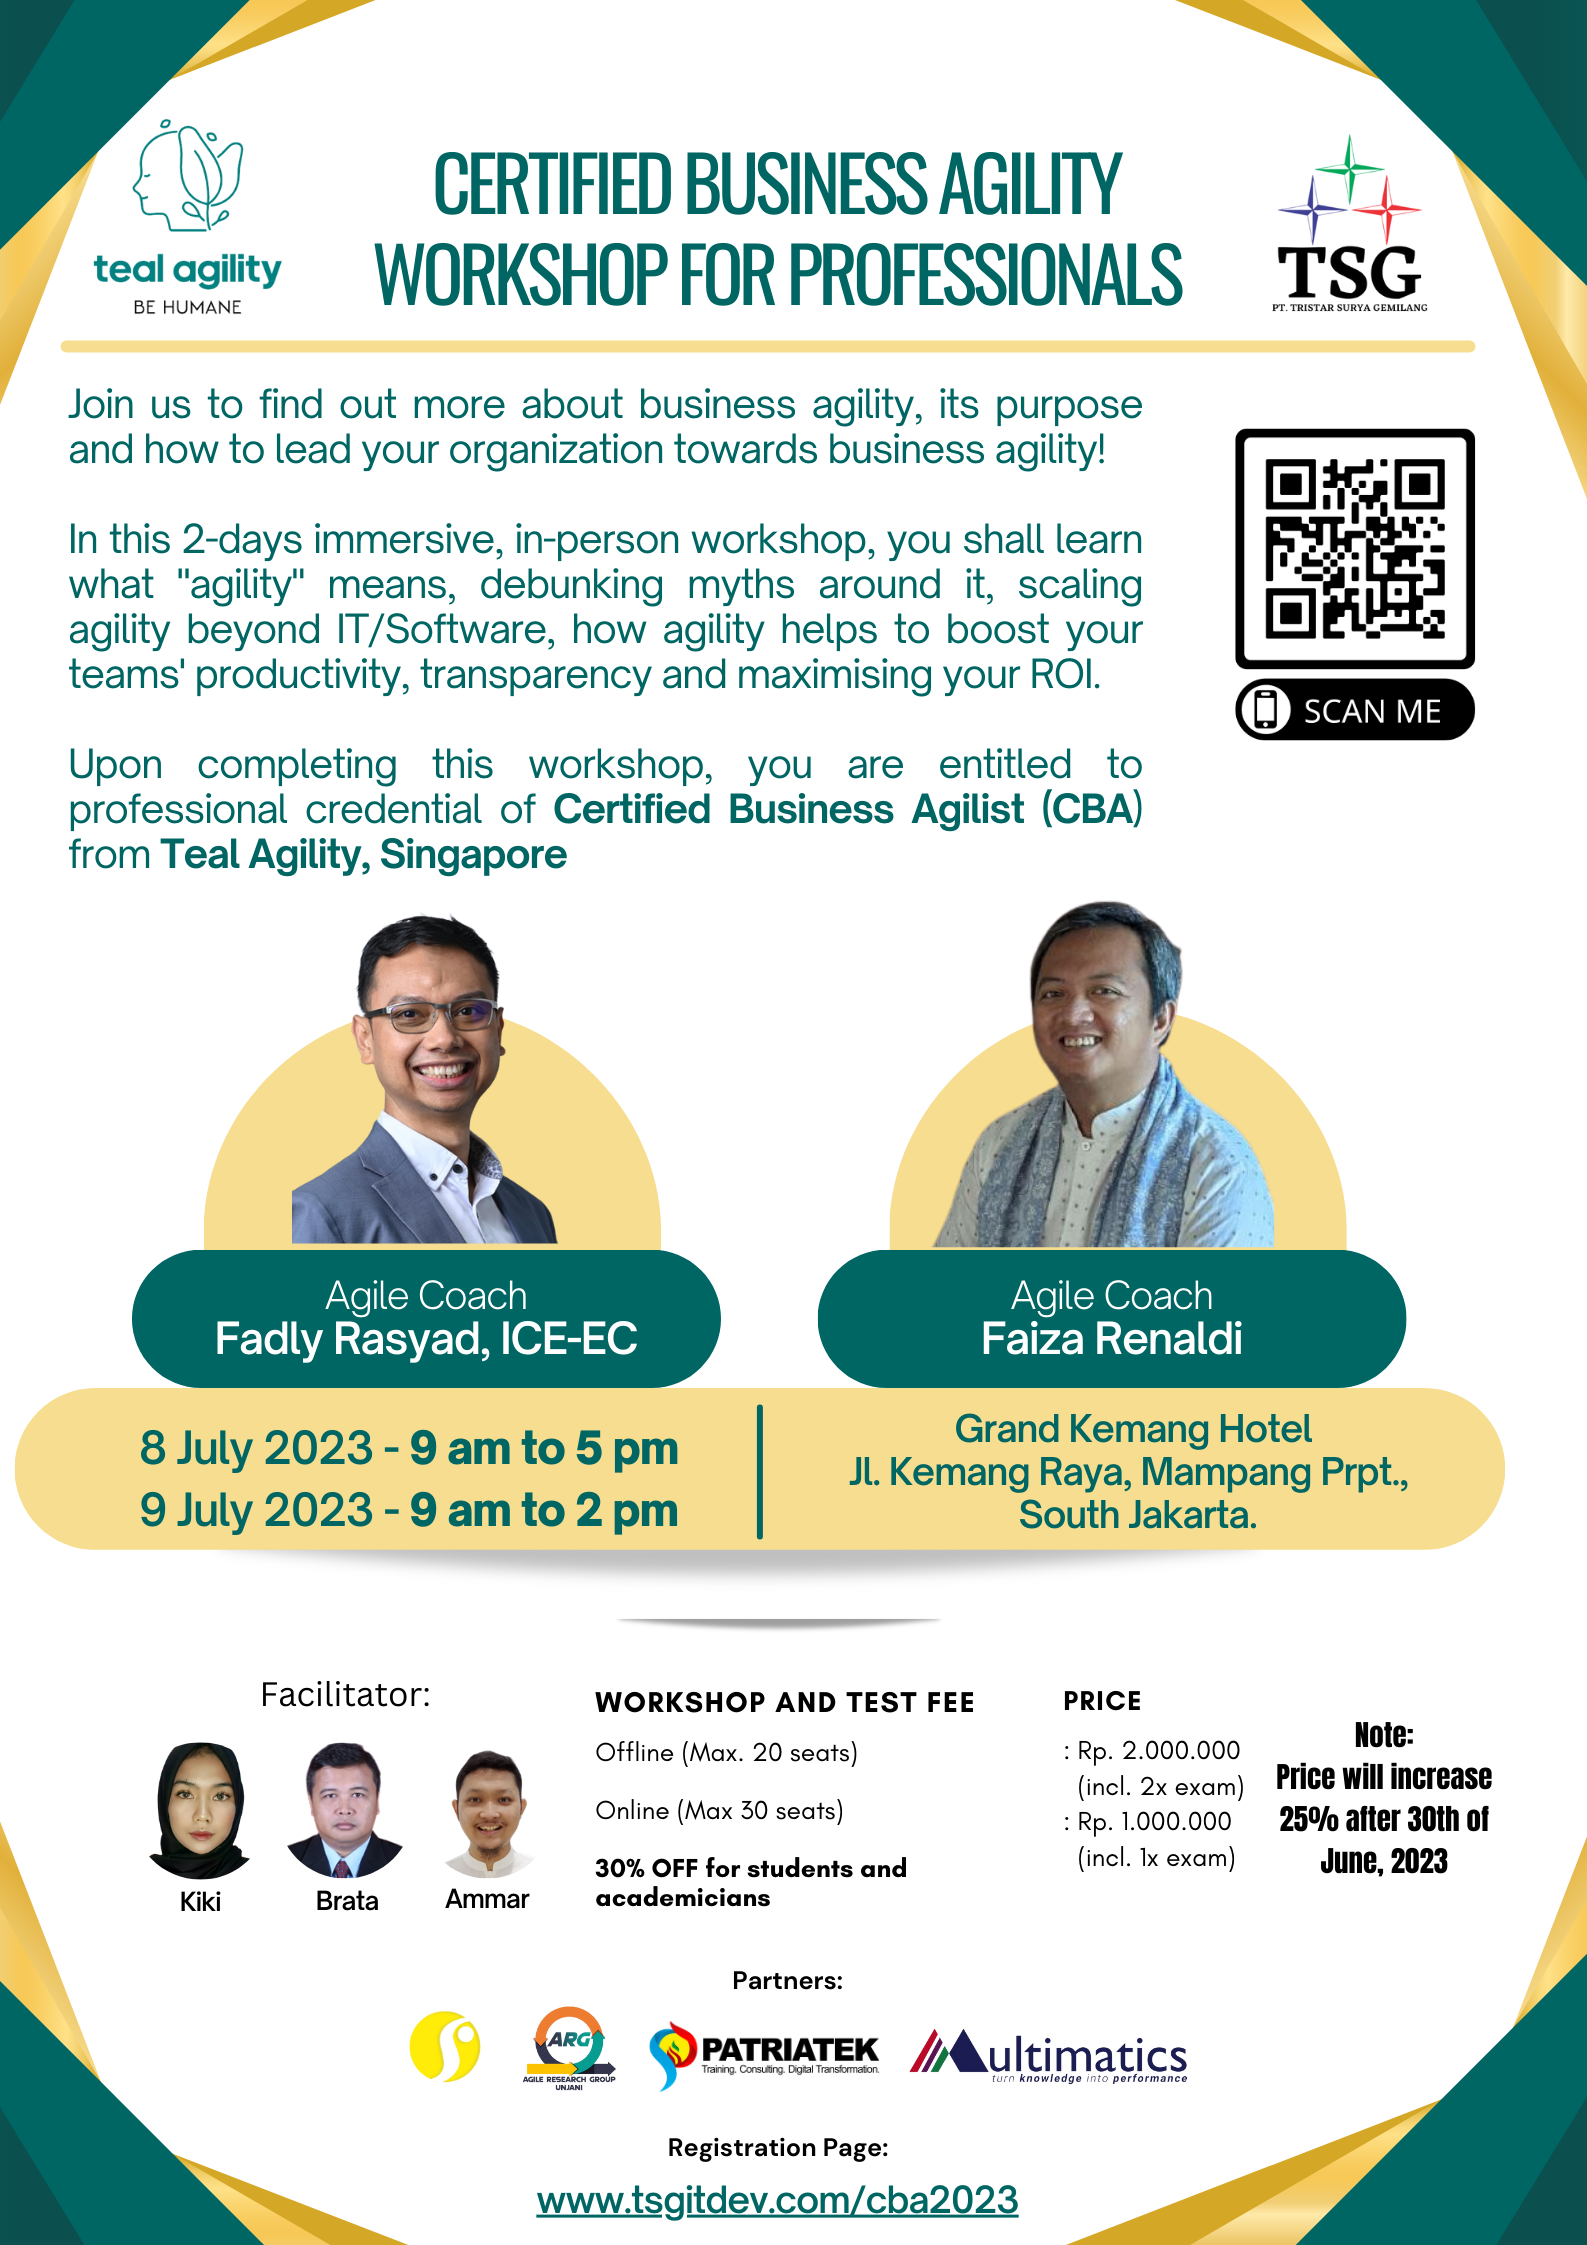 teal agility
BE HUMANE
CERTIFIED BUSINESS AGILITY
WORKSHOP FOR PROFESSIONALS
TSG
PT. TRISTAR SURYA GEMILANG
Join us to find out more about business agility, its purpose
and how to lead your organization towards business agility!
In this 2-days immersive, in-person workshop, you shall learn
what "agility" means, debunking myths around it, scaling
agility beyond IT/Software, how agility helps to boost your
teams' productivity, transparency and maximising your ROI.
Upon completing this workshop, you are entitled to
professional credential of Certified Business Agilist (CBA)
from Teal Agility, Singapore
SCAN ME
Agile Coach
Fadly Rasyad, ICE-EC
Agile Coach
Faiza Renaldi
8 July 2023 - 9 am to 5 pm
9 July 2023 - 9 am to 2 pm
Grand Kemang Hotel
Jl. Kemang Raya, Mampang Prpt.,
South Jakarta.
Facilitator:
Kiki
Brata
Ammar
WORKSHOP AND TEST FEE
Offline (Max. 20 seats)
Online (Max 30 seats)
30% OFF for students and
academicians
PRICE
: Rp. 2.000.000
(incl. 2x exam)
: Rp. 1.000.000
(incl. 1x exam)
Note:
Price will increase
25% after 30th of
June, 2023
Partners:
ARG
AGILE RESEARCH GROUP
UNJANI
PATRIATEK
Training. Consulting. Digital Transformation.
Multimatics
turn knowledge into performance
Registration Page:
www.tsgitdev.com/cba2023